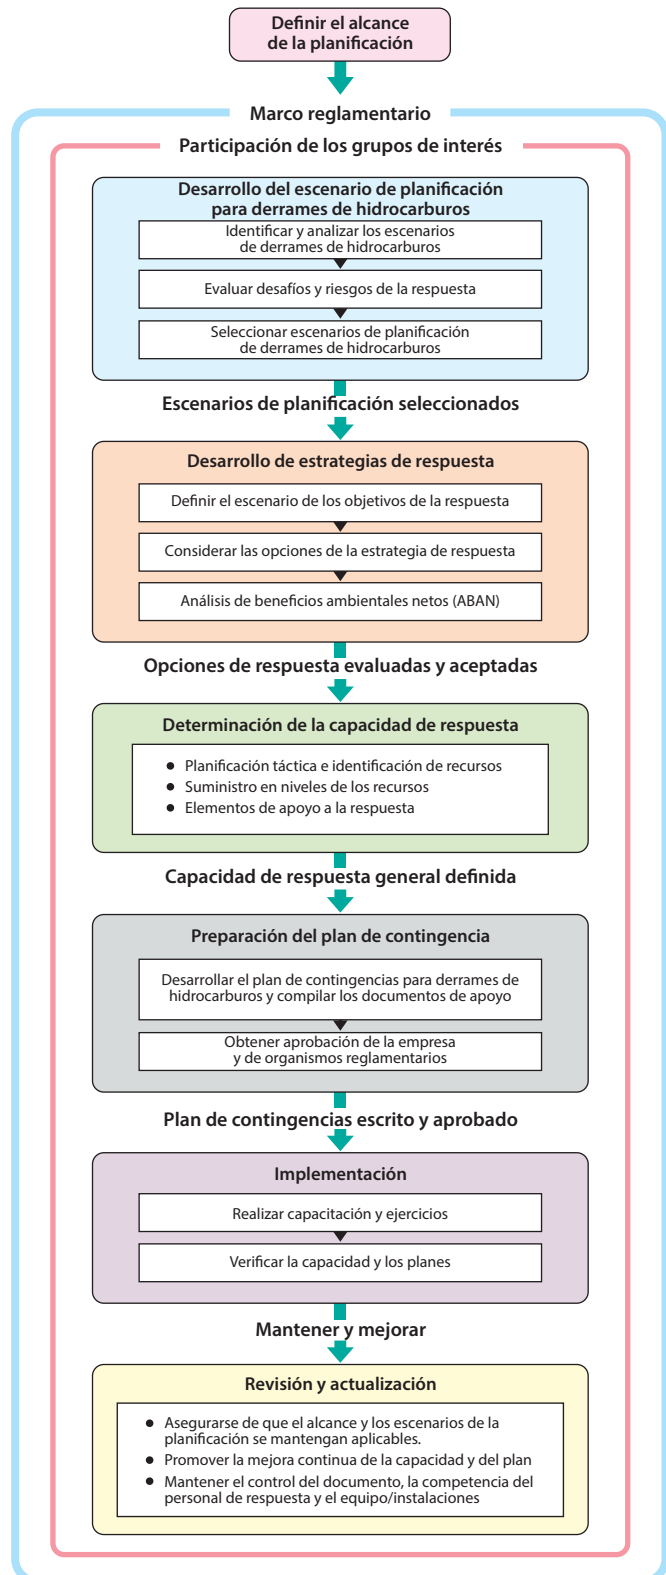 Definir el alcance
de la planificación
Marco reglamentario
Participación de los grupos de interés
Desarrollo del escenario de planificación
para derrames de hidrocarburos
Identificar y analizar los escenarios
de derrames de hidrocarburos
Evaluar desafíos y riesgos de la respuesta
Seleccionar escenarios de planificación
de derrames de hidrocarburos
Escenarios de planificación seleccionados
Desarrollo de estrategias de respuesta
Definir el escenario de los objetivos de la respuesta
Considerar las opciones de la estrategia de respuesta
Análisis de beneficios ambientales netos (ABAN)
Opciones de respuesta evaluadas y aceptadas
Determinación de la capacidad de respuesta
● Planificación táctica e identificación de recursos
● Suministro en niveles de los recursos
● Elementos de apoyo a la respuesta
Capacidad de respuesta general definida
Preparación del plan de contingencia
Desarrollar el plan de contingencias para derrames de
hidrocarburos y compilar los documentos de apoyo
Obtener aprobación de la empresa
y de organismos reglamentarios
Plan de contingencias escrito y aprobado
Implementación
Realizar capacitación y ejercicios
Verificar la capacidad y los planes
Mantener y mejorar
Revisión y actualización
● Asegurarse de que el alcance y los escenarios de la
planificación se mantengan aplicables.
● Promover la mejora continua de la capacidad y del plan
● Mantener el control del documento, la competencia del
personal de respuesta y el equipo/instalaciones